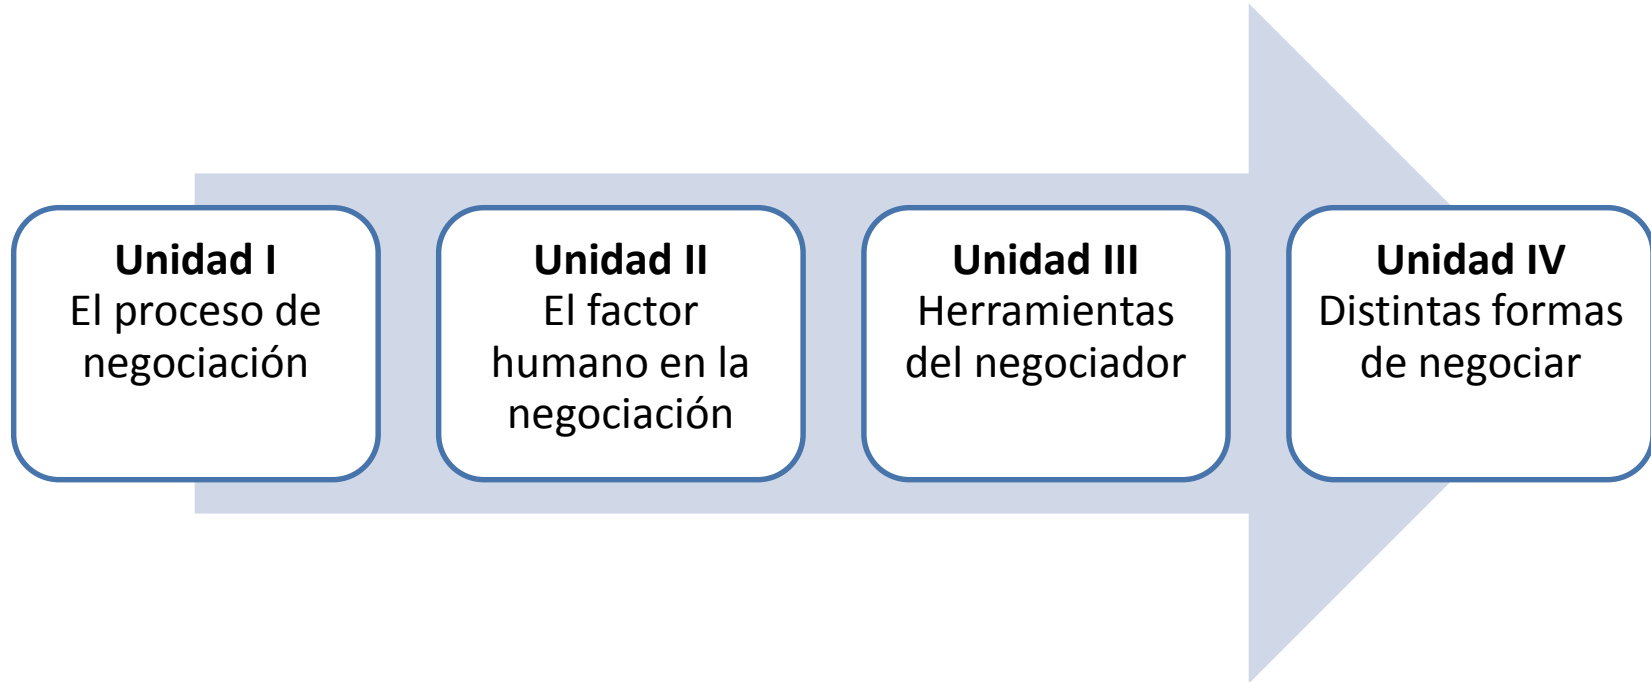 Unidad I
El proceso de
negociación
Unidad II
El factor
humano en la
negociación
Unidad III
Herramientas
del negociador
Unidad IV
Distintas formas
de negociar